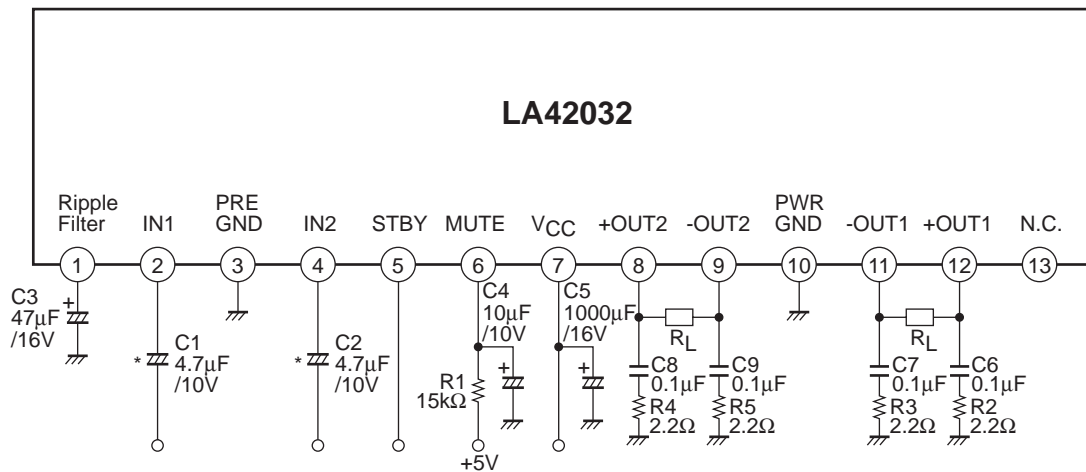 LA42032
Ripple
Filter
IN1
PRE
GND
IN2
STBY
MUTE
VCC
+OUT2
-OUT2
PWR
GND
-OUT1
+OUT1
N.C.
1
2
3
4
5
6
7
8
9
10
11
12
13
C3
47μF
/16V
+
* C1
4.7μF
/10V
* C2
4.7μF
/10V
C4
10μF
/10V
+
R1
15kΩ
+5V
C5
1000μF
/16V
+
RL
C8
0.1μF
R4
2.2Ω
C9
0.1μF
R5
2.2Ω
RL
C7
0.1μF
R3
2.2Ω
C6
0.1μF
R2
2.2Ω